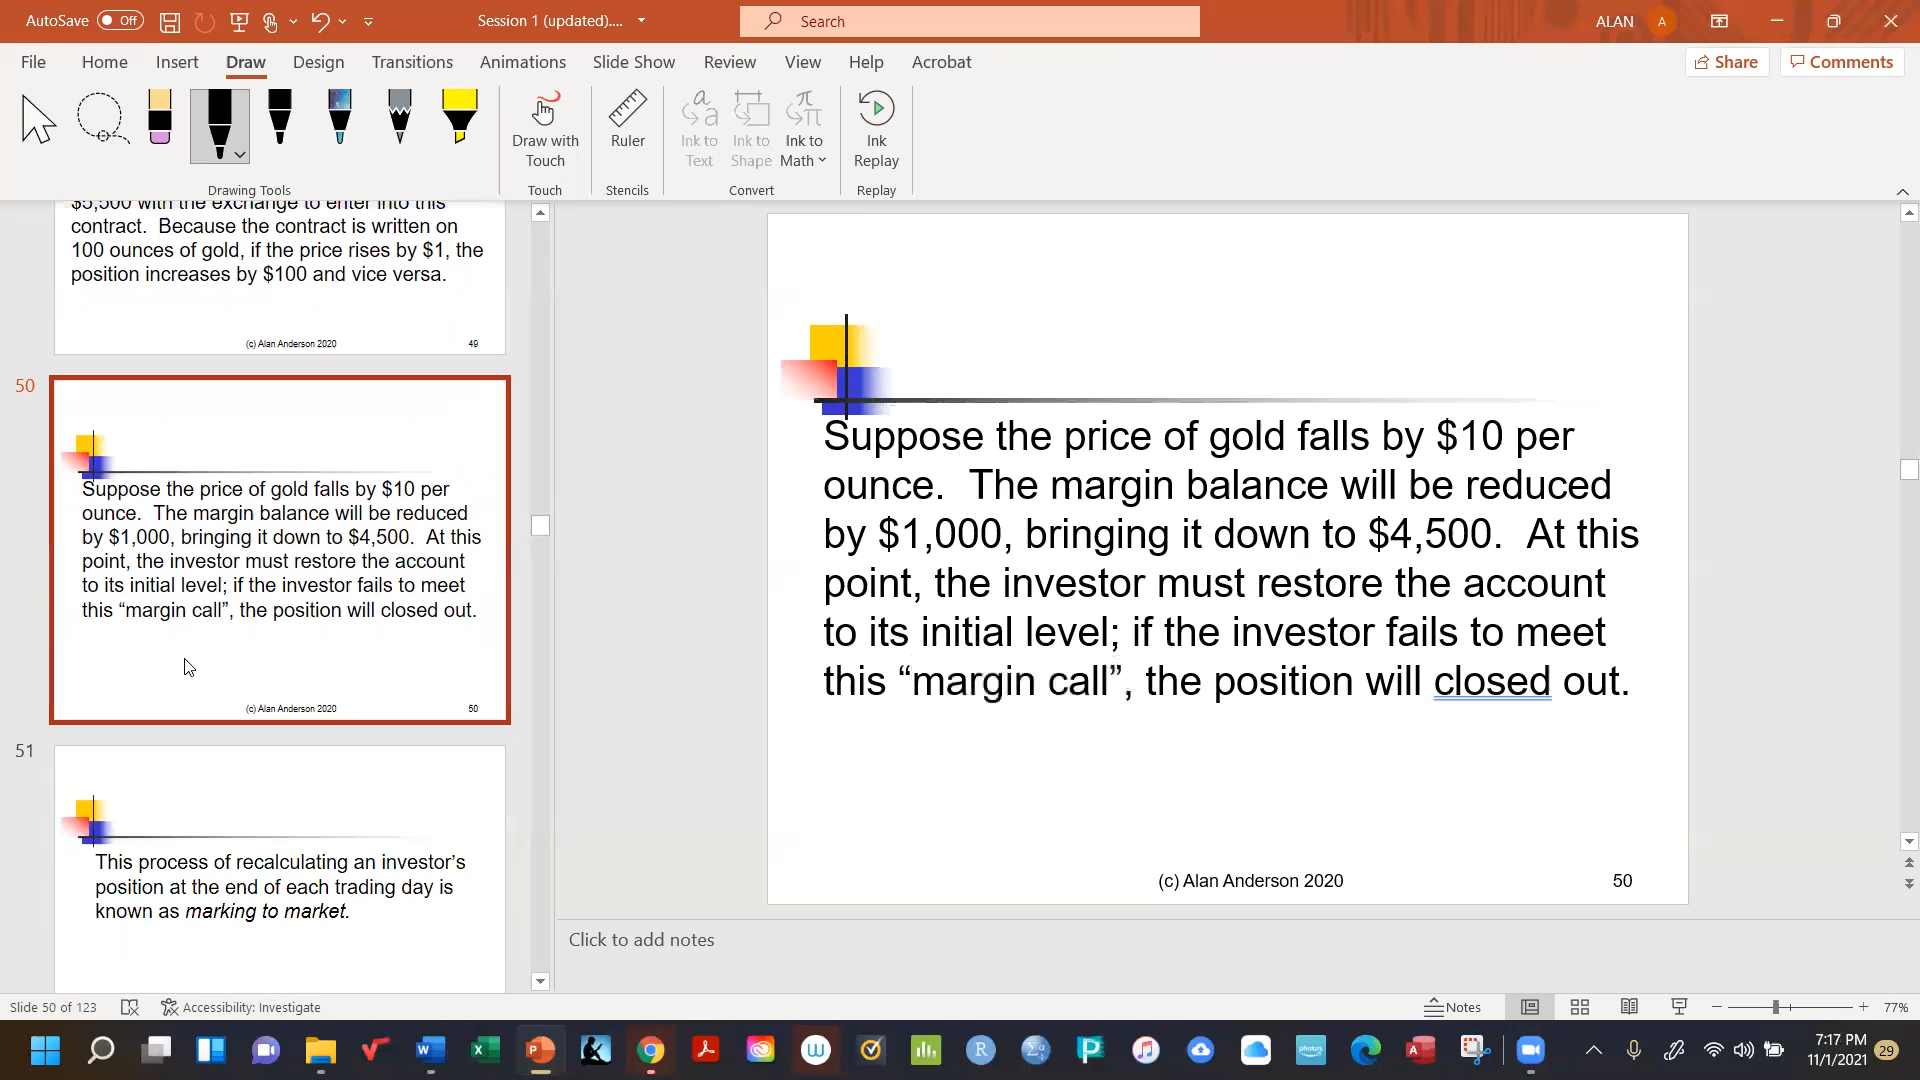 AutoSave Off
Session 1 (updated)....
Search
ALAN
A
File Home Insert Draw Design Transitions Animations Slide Show Review View Help Acrobat
Share
Comments
Draw with
Touch
Ruler
Ink to
Text
Ink to
Shape
Ink to
Math
Ink
Replay
Drawing Tools
Touch
Stencils
Convert
Replay
$5,500 with the exchange to enter into this
contract.  Because the contract is written on
100 ounces of gold, if the price rises by $1, the
position increases by $100 and vice versa.
(c) Alan Anderson 2020
49
50
Suppose the price of gold falls by $10 per
ounce.  The margin balance will be reduced
by $1,000, bringing it down to $4,500.  At this
point, the investor must restore the account
to its initial level; if the investor fails to meet
this “margin call”, the position will closed out.
(c) Alan Anderson 2020
50
51
This process of recalculating an investor’s
position at the end of each trading day is
known as marking to market.
Suppose the price of gold falls by $10 per
ounce.  The margin balance will be reduced
by $1,000, bringing it down to $4,500.  At this
point, the investor must restore the account
to its initial level; if the investor fails to meet
this “margin call”, the position will closed out.
(c) Alan Anderson 2020
50
Click to add notes
Slide 50 of 123
Accessibility: Investigate
Notes
77%
7:17 PM
11/1/2021
29